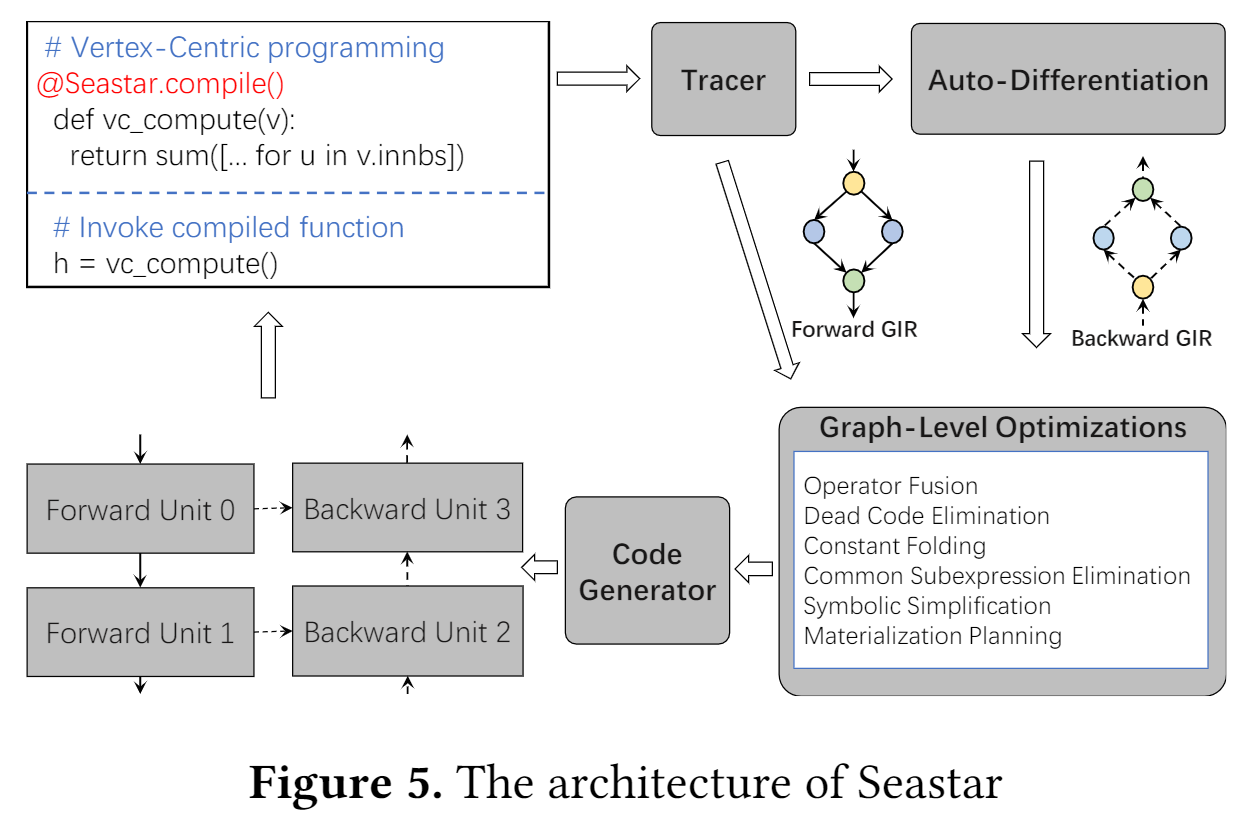 # Vertex-Centric programming
@Seastar.compile()
def vc_compute(v):
return sum([... for u in v.innbs])
# Invoke compiled function
h = vc_compute()
Tracer
Auto-Differentiation
Forward GIR
Backward GIR
Graph-Level Optimizations
Operator Fusion
Dead Code Elimination
Constant Folding
Common Subexpression Elimination
Symbolic Simplification
Materialization Planning
Code
Generator
Forward Unit 0
Backward Unit 3
Forward Unit 1
Backward Unit 2
Figure 5. The architecture of Seastar